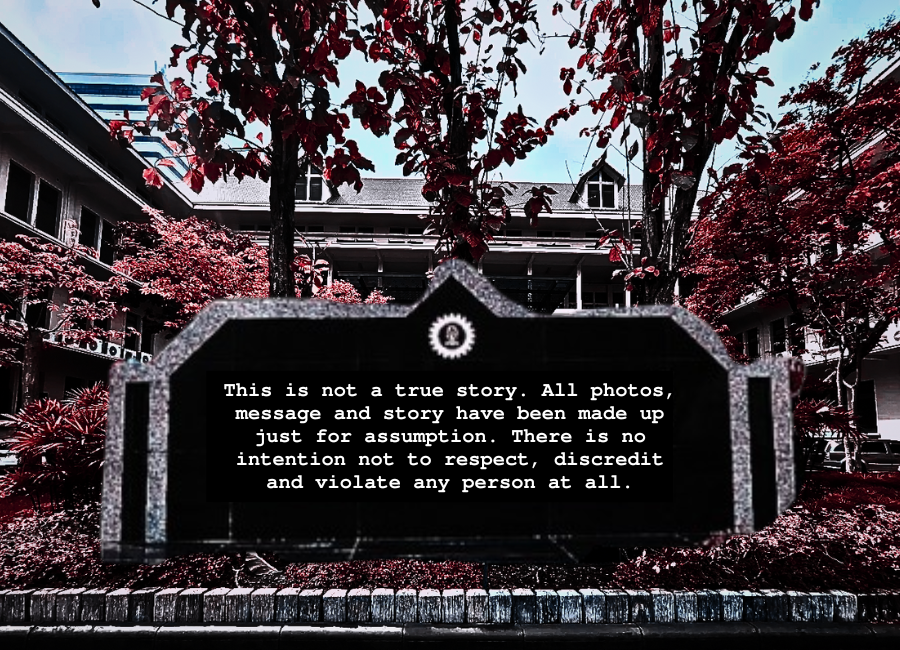 This is not a true story. All photos,
message and story have been made up
just for assumption. There is no
intention not to respect, discredit
and violate any person at all.